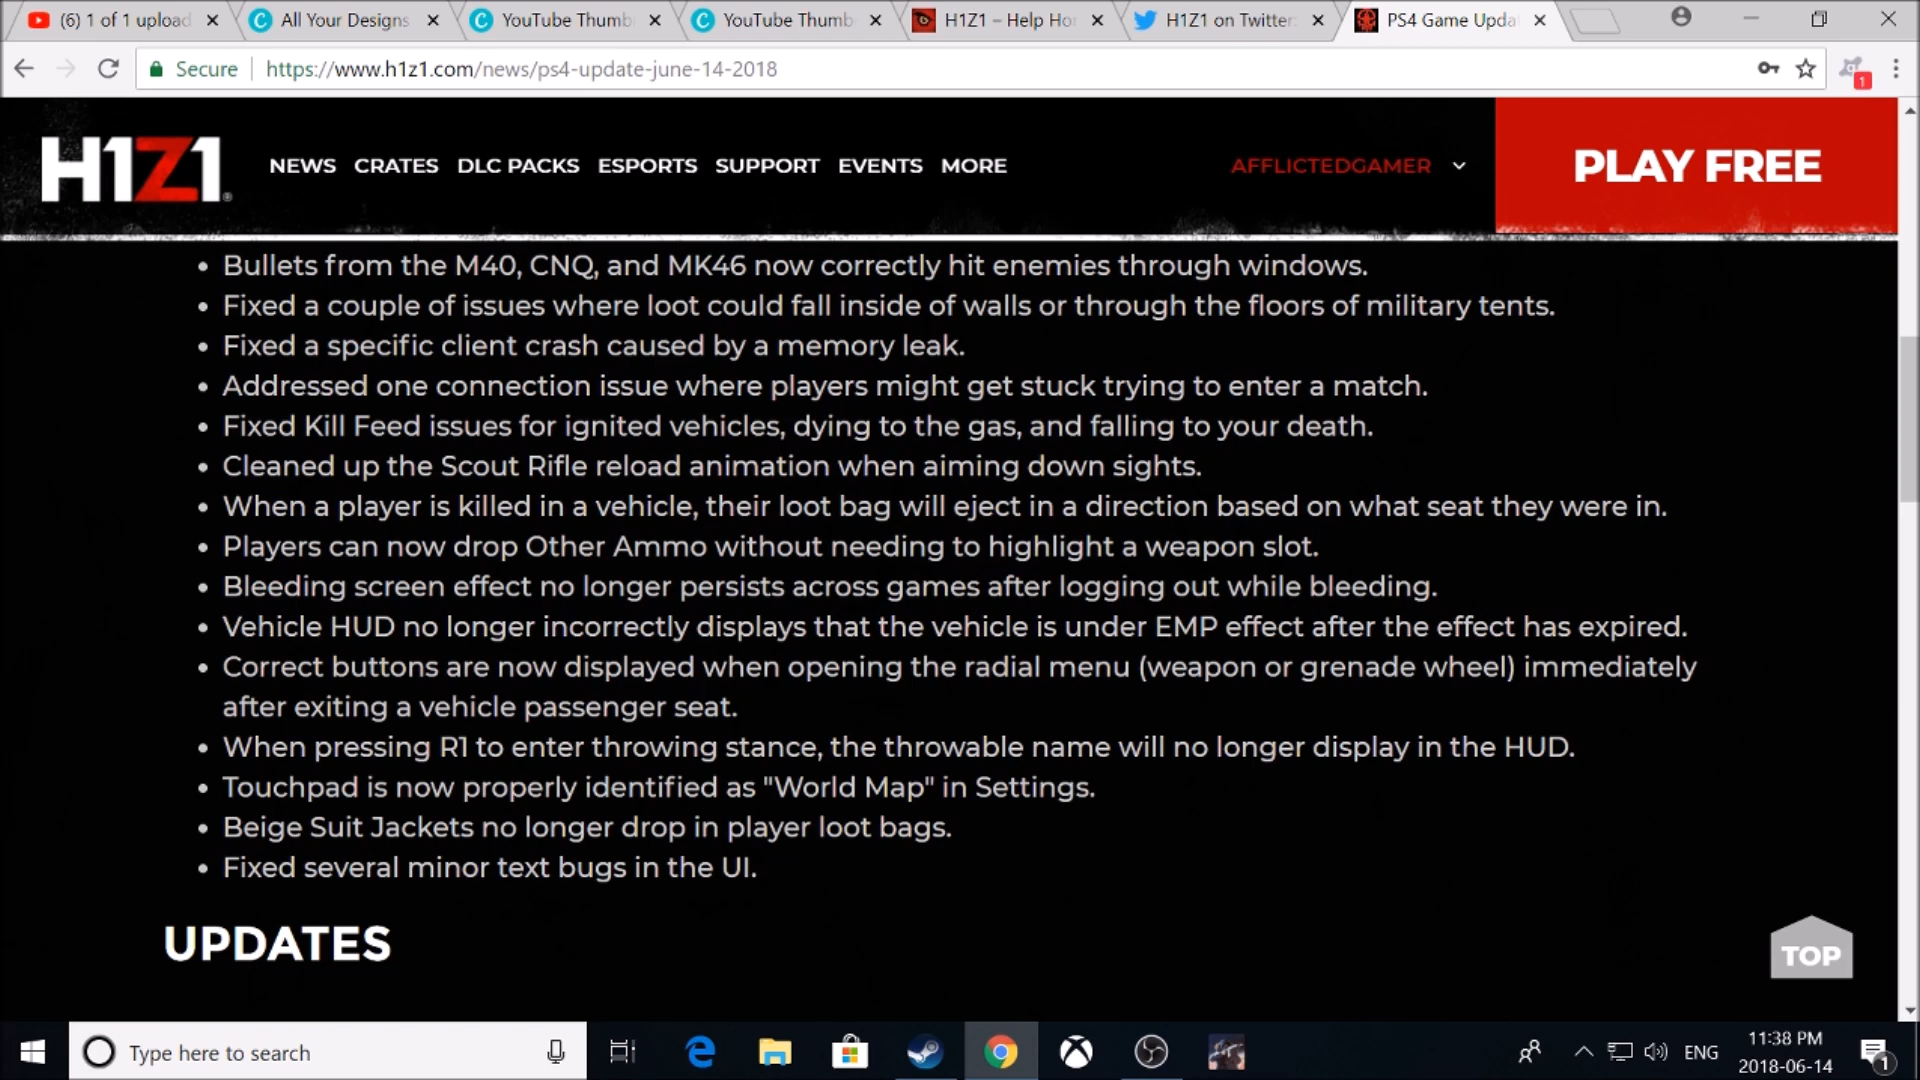 (6) 1 of 1 upload
All Your Designs
YouTube Thumb
YouTube Thumb
H1Z1 – Help Ho
H1Z1 on Twitter:
PS4 Game Upda
Secure
https://www.h1z1.com/news/ps4-update-june-14-2018
1
H1Z1®
NEWS CRATES DLC PACKS ESPORTS SUPPORT EVENTS MORE
AFFLICTEDGAMER
PLAY FREE
• Bullets from the M40, CNQ, and MK46 now correctly hit enemies through windows.
• Fixed a couple of issues where loot could fall inside of walls or through the floors of military tents.
• Fixed a specific client crash caused by a memory leak.
• Addressed one connection issue where players might get stuck trying to enter a match.
• Fixed Kill Feed issues for ignited vehicles, dying to the gas, and falling to your death.
• Cleaned up the Scout Rifle reload animation when aiming down sights.
• When a player is killed in a vehicle, their loot bag will eject in a direction based on what seat they were in.
• Players can now drop Other Ammo without needing to highlight a weapon slot.
• Bleeding screen effect no longer persists across games after logging out while bleeding.
• Vehicle HUD no longer incorrectly displays that the vehicle is under EMP effect after the effect has expired.
• Correct buttons are now displayed when opening the radial menu (weapon or grenade wheel) immediately
after exiting a vehicle passenger seat.
• When pressing R1 to enter throwing stance, the throwable name will no longer display in the HUD.
• Touchpad is now properly identified as "World Map" in Settings.
• Beige Suit Jackets no longer drop in player loot bags.
• Fixed several minor text bugs in the UI.
UPDATES
TOP
Type here to search
ENG
11:38 PM
2018-06-14
1